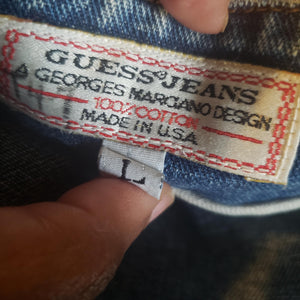 GUESS JEANS
A GEORGES MARCIANO DESIGN
100% COTTON
MADE IN U.S.A
L